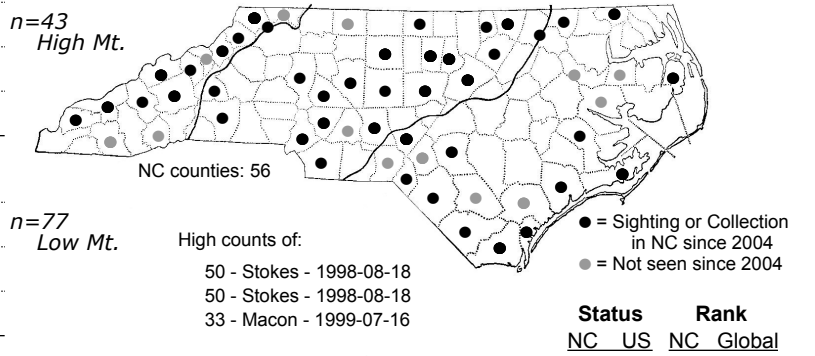 n=43
High Mt.
NC counties: 56
n=77
Low Mt.
High counts of:
50 - Stokes - 1998-08-18
50 - Stokes - 1998-08-18
33 - Macon - 1999-07-16
● = Sighting or Collection
in NC since 2004
● = Not seen since 2004
Status Rank
NC US NC Global